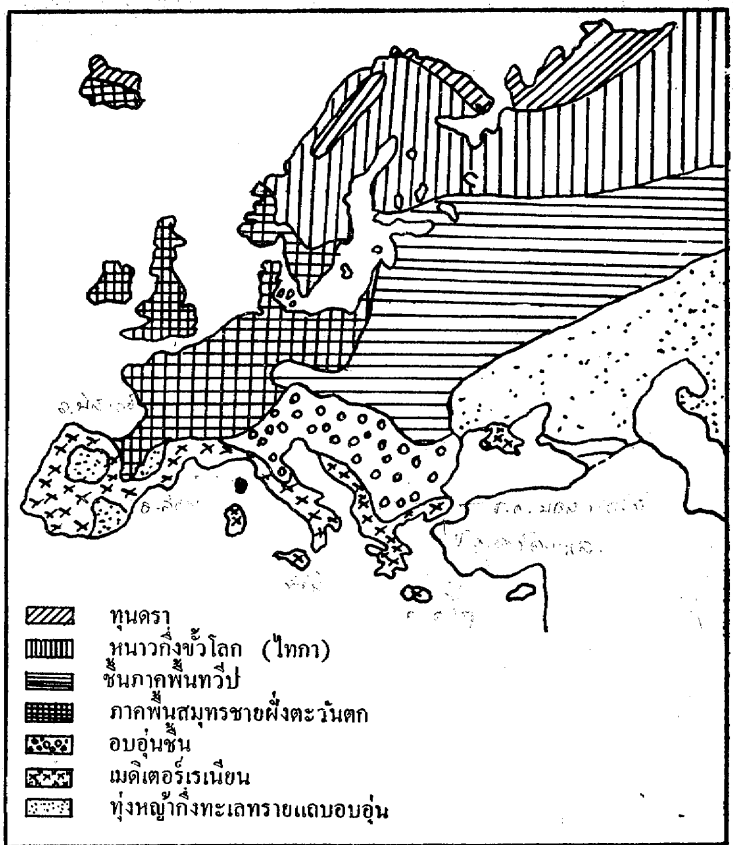 ทุนดรา
หนาวกึ่งขั้วโลก (ไทกา)
ชื้นภาคพื้นทวีป
ภาคพื้นสมุทรชายฝั่งตะวันตก
อบอุ่นชื้น
เมดิเตอร์เรเนียน
ทุ่งหญ้ากึ่งทะเลทรายแถบอบอุ่น